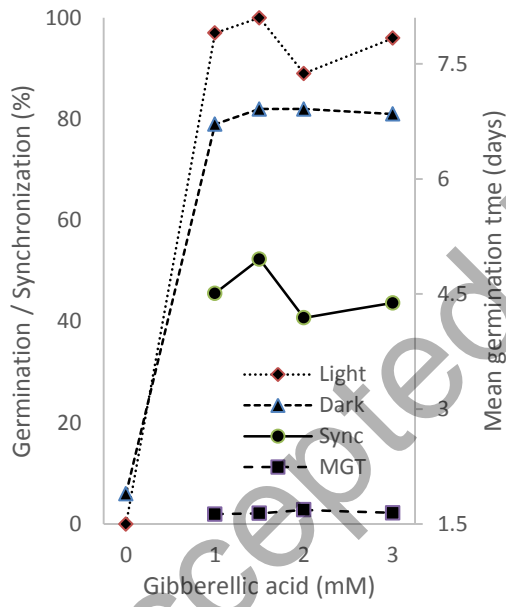 100
80
60
40
20
0
Germination / Synchronization (%)
7.5
6
4.5
3
1.5
Mean germination tme (days)
Light
Dark
Sync
MGT
0 1 2 3
Gibberellic acid (mM)
ccepted